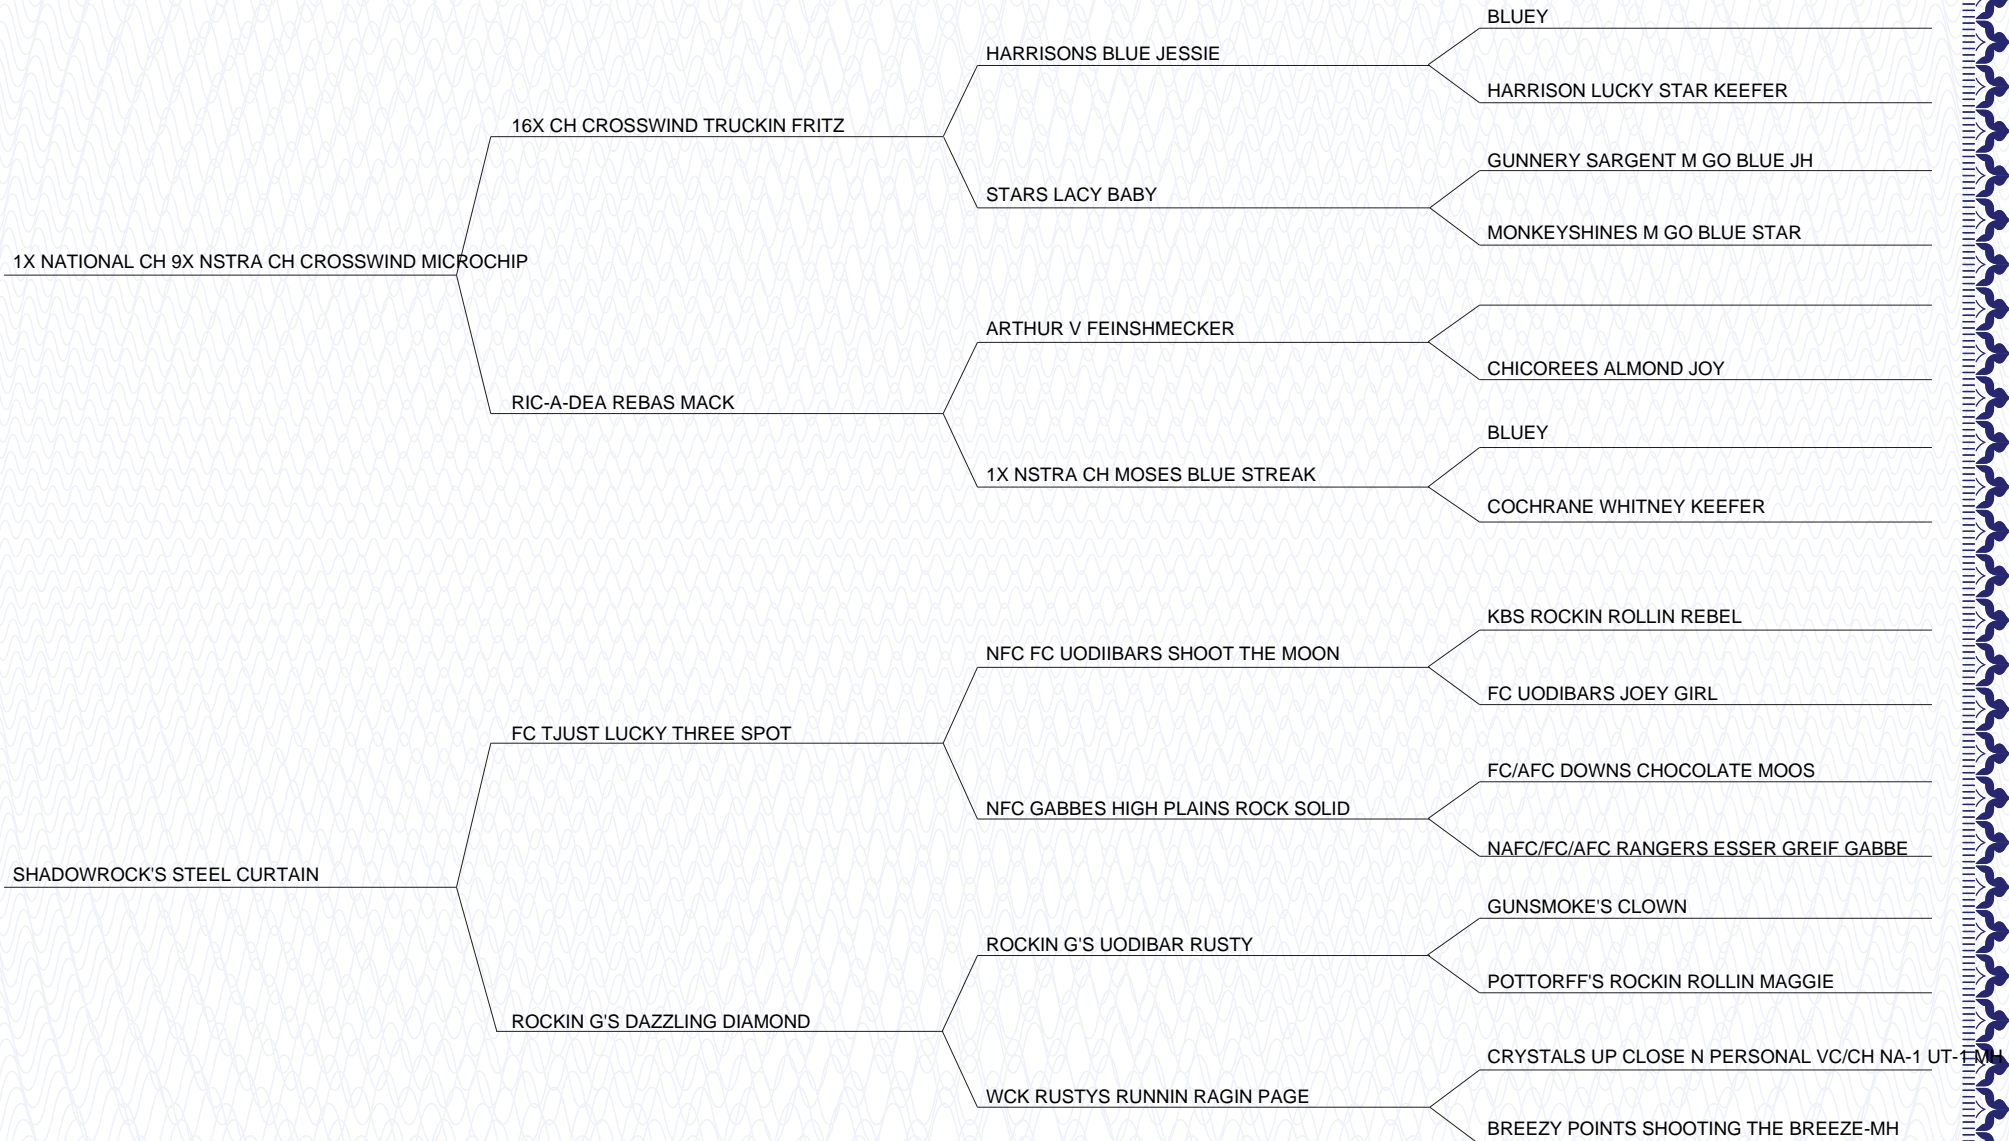 BLUEY
HARRISONS BLUE JESSIE
HARRISON LUCKY STAR KEEFER
16X CH CROSSWIND TRUCKIN FRITZ
GUNNERY SARGENT M GO BLUE JH
STARS LACY BABY
MONKEYSHINES M GO BLUE STAR
1X NATIONAL CH 9X NSTRA CH CROSSWIND MICROCHIP
ARTHUR V FEINSHMECKER
CHICOREES ALMOND JOY
RIC-A-DEA REBAS MACK
BLUEY
1X NSTRA CH MOSES BLUE STREAK
COCHRANE WHITNEY KEEFER
KBS ROCKIN ROLLIN REBEL
NFC FC UODIIBARS SHOOT THE MOON
FC UODIBARS JOEY GIRL
FC TJUST LUCKY THREE SPOT
FC/AFC DOWNS CHOCOLATE MOOS
NFC GABBES HIGH PLAINS ROCK SOLID
NAFC/FC/AFC RANGERS ESSER GREIF GABBE
SHADOWROCK'S STEEL CURTAIN
GUNSMOKE'S CLOWN
ROCKIN G'S UODIBAR RUSTY
POTTORFF'S ROCKIN ROLLIN MAGGIE
ROCKIN G'S DAZZLING DIAMOND
CRYSTALS UP CLOSE N PERSONAL VC/CH NA-1 UT-1 MH
WCK RUSTYS RUNNIN RAGIN PAGE
BREEZY POINTS SHOOTING THE BREEZE-MH